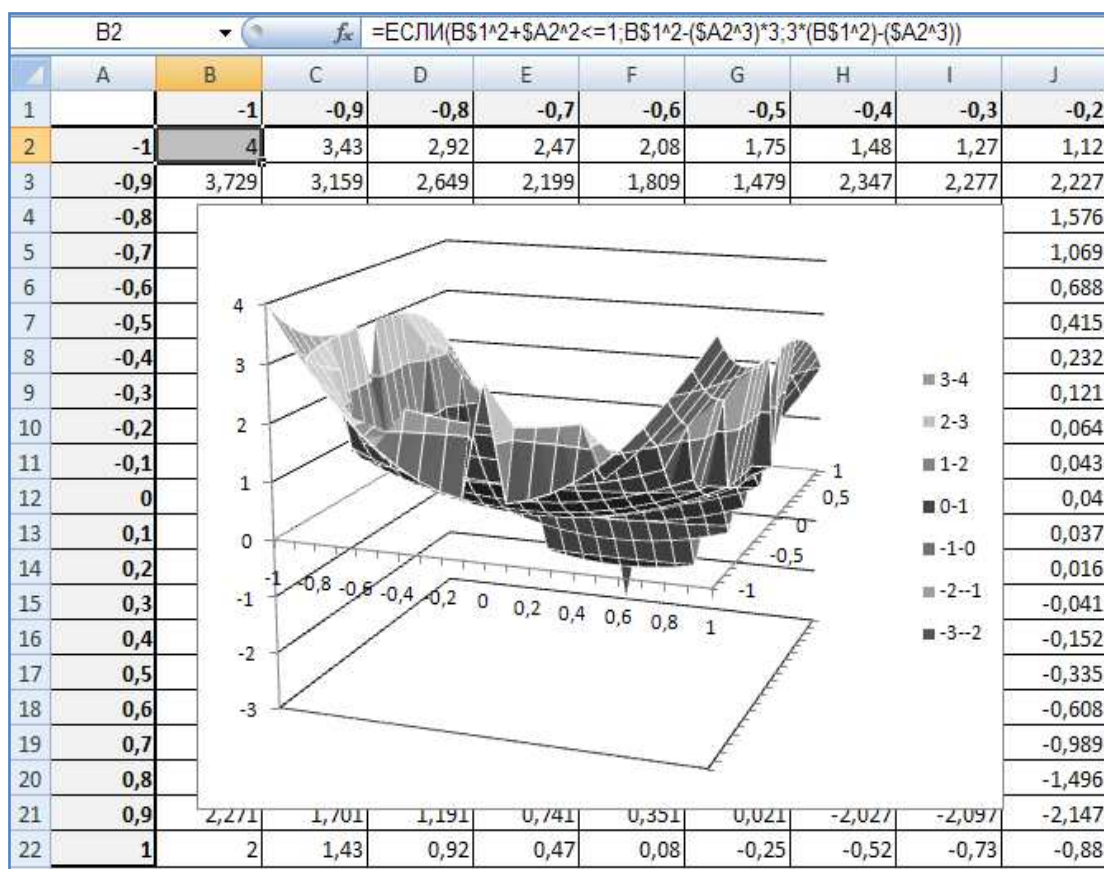 B2 fx =ЕСЛИ(B$1^2+$A2^2<=1;B$1^2-($A2^3)*3;3*(B$1^2)-($A2^3))
A B C D E F G H I J
1 -1 -0,9 -0,8 -0,7 -0,6 -0,5 -0,4 -0,3 -0,2
2 -1 4 3,43 2,92 2,47 2,08 1,75 1,48 1,27 1,12
3 -0,9 3,729 3,159 2,649 2,199 1,809 1,479 2,347 2,277 2,227
4 -0,8 1,576
5 -0,7 1,069
6 -0,6 0,688
7 -0,5 0,415
8 -0,4 0,232
9 -0,3 0,121
10 -0,2 0,064
11 -0,1 0,043
12 0 0,04
13 0,1 0,037
14 0,2 0,016
15 0,3 -0,041
16 0,4 -0,152
17 0,5 -0,335
18 0,6 -0,608
19 0,7 -0,989
20 0,8 -1,496
21 0,9 2,271 1,701 1,191 0,741 0,351 0,021 -2,027 -2,097 -2,147
22 1 2 1,43 0,92 0,47 0,08 -0,25 -0,52 -0,73 -0,88
4
3
2
1
0
-1
-2
-3
-1 -0,8 -0,6 -0,4 -0,2 0 0,2 0,4 0,6 0,8 1
1
0,5
0
-0,5
-1
3-4
2-3
1-2
0-1
-1-0
-2--1
-3--2